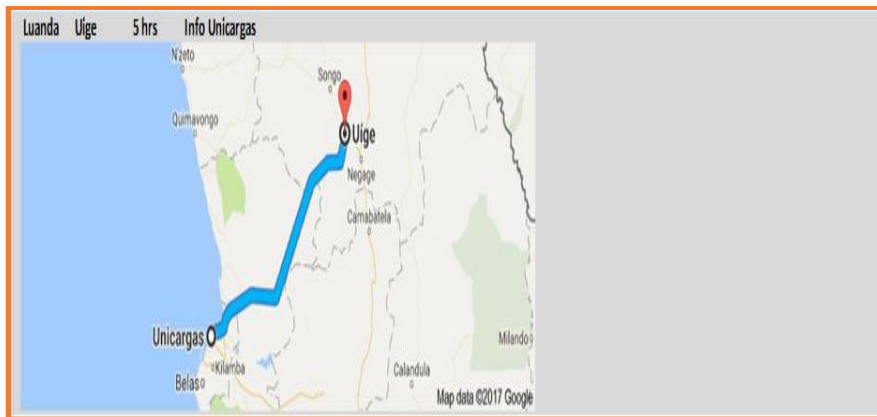 Luanda Uige 5 hrs Info Unicargas
N'zeto
Songo
Quimavongo
Uíge
Negage
Camabatela
Unicargas
Kilamba
Milando
Calandula
Belas
Map data ©2017 Google